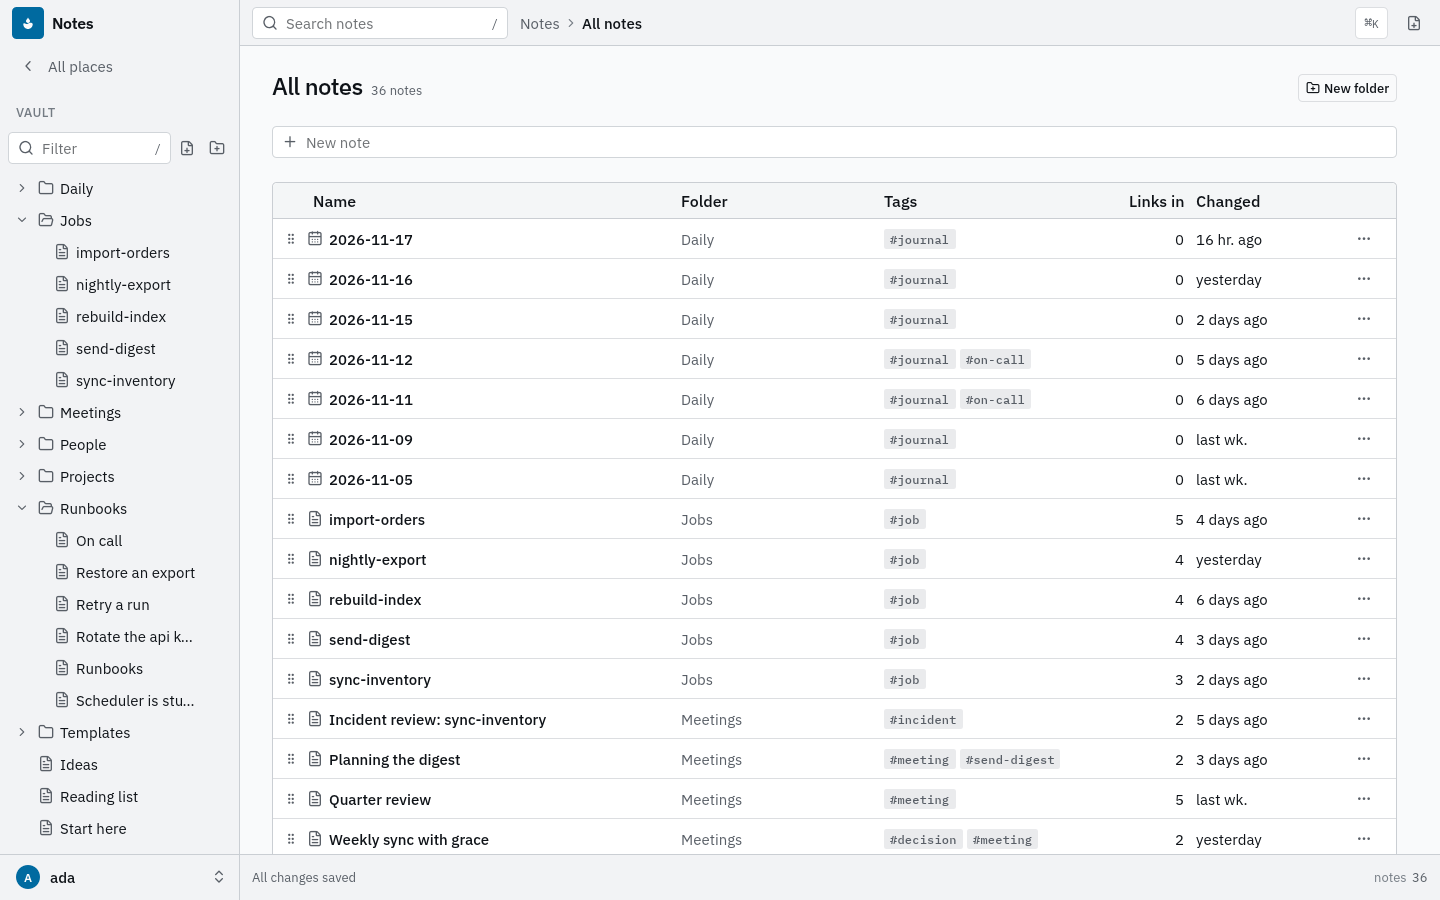 Notes
All places
VAULT
Filter /
Daily
Jobs
import-orders
nightly-export
rebuild-index
send-digest
sync-inventory
Meetings
People
Projects
Runbooks
On call
Restore an export
Retry a run
Rotate the api k...
Runbooks
Scheduler is stu...
Templates
Ideas
Reading list
Start here
A ada
Search notes /
Notes > All notes
⌘K
All notes 36 notes
New folder
New note
Name Folder Tags Links in Changed
2026-11-17 Daily #journal 0 16 hr. ago
2026-11-16 Daily #journal 0 yesterday
2026-11-15 Daily #journal 0 2 days ago
2026-11-12 Daily #journal #on-call 0 5 days ago
2026-11-11 Daily #journal #on-call 0 6 days ago
2026-11-09 Daily #journal 0 last wk.
2026-11-05 Daily #journal 0 last wk.
import-orders Jobs #job 5 4 days ago
nightly-export Jobs #job 4 yesterday
rebuild-index Jobs #job 4 6 days ago
send-digest Jobs #job 4 3 days ago
sync-inventory Jobs #job 3 2 days ago
Incident review: sync-inventory Meetings #incident 2 5 days ago
Planning the digest Meetings #meeting #send-digest 2 3 days ago
Quarter review Meetings #meeting 5 last wk.
Weekly sync with grace Meetings #decision #meeting 2 yesterday
All changes saved
notes 36